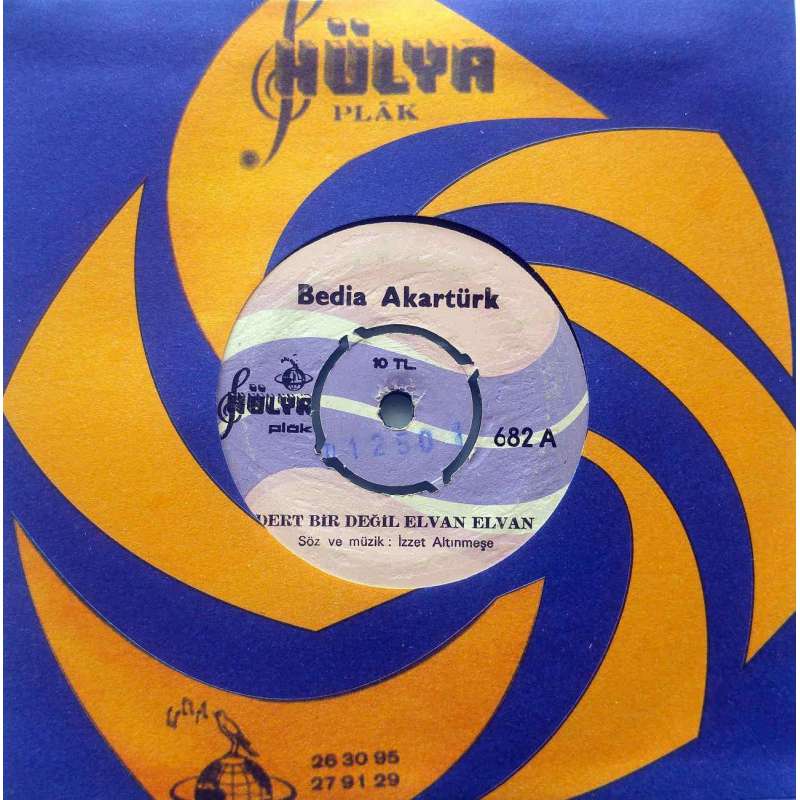 HÜLYA
PLÂK
Bedia Akartürk
10 TL.
HÜLYA
plâk
682 A
DERT BİR DEĞİL ELVAN ELVAN
Söz ve müzik : İzzet Altınmeşe
26 30 95
27 91 29